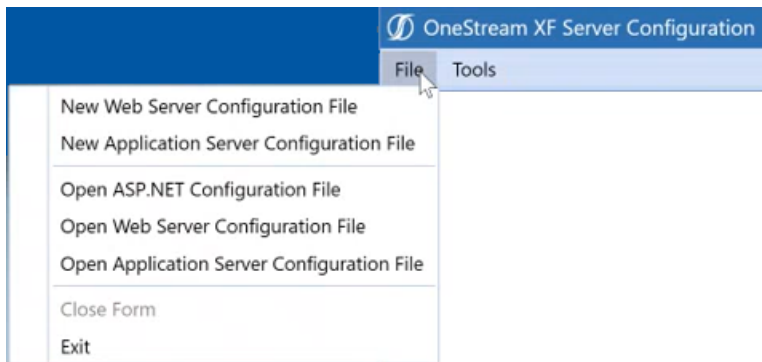 OneStream XF Server Configuration
File Tools
New Web Server Configuration File
New Application Server Configuration File
Open ASP.NET Configuration File
Open Web Server Configuration File
Open Application Server Configuration File
Close Form
Exit